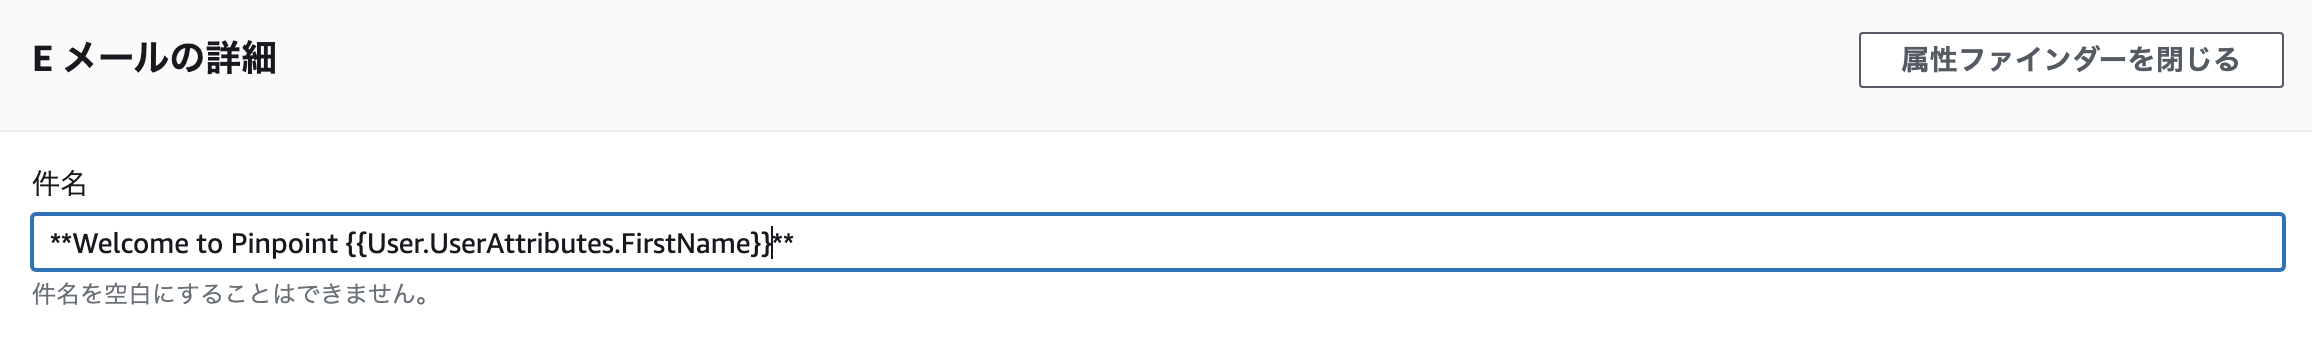 E メールの詳細
属性ファインダーを閉じる
件名
**Welcome to Pinpoint {{User.UserAttributes.FirstName}}**
件名を空白にすることはできません。